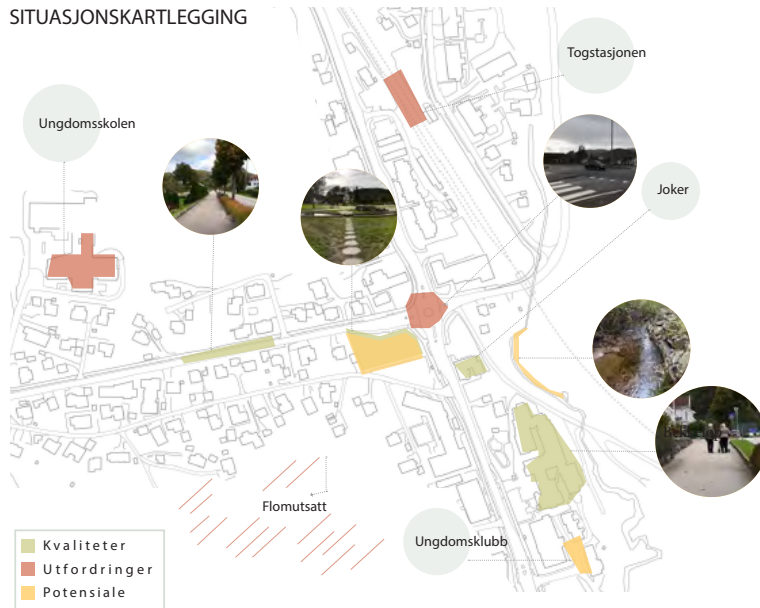 SITUASJONSKARTLEGGING
Togstasjonen
Ungdomsskolen
Joker
Flomutsatt
Ungdomsklubb
Kvaliteter
Utfordringer
Potensiale